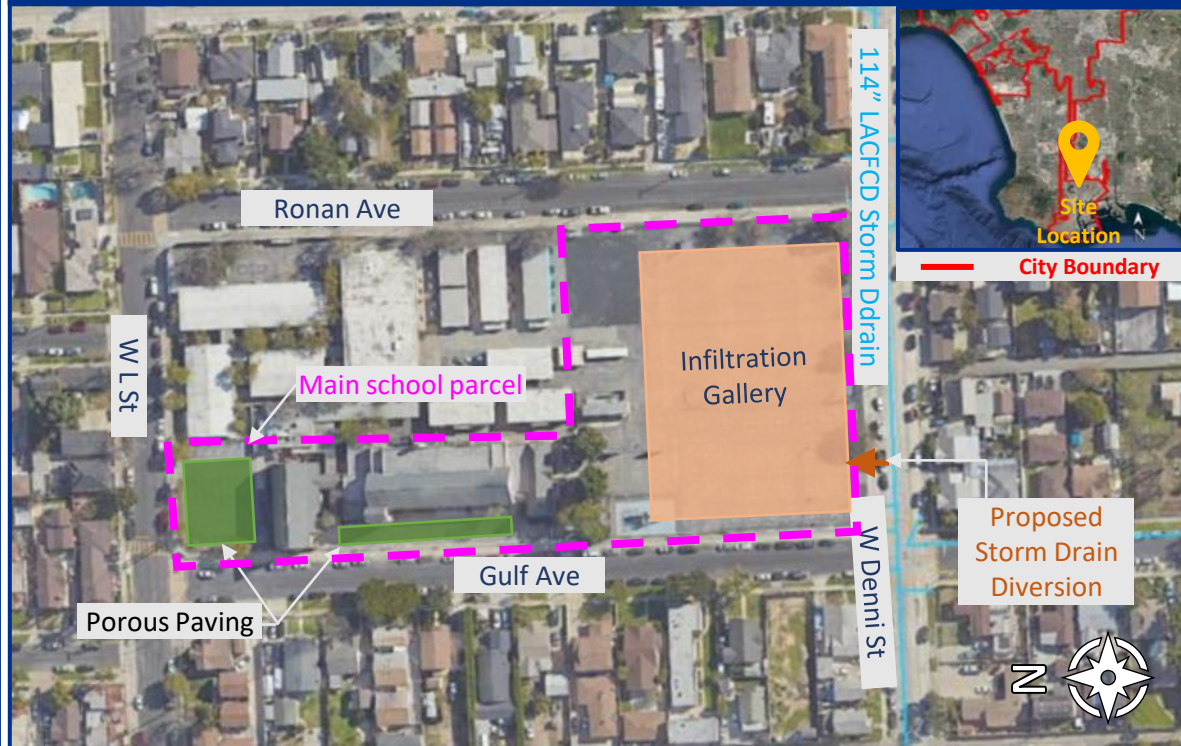 Ronan Ave
114” LACFCD Storm Ddrain
Site
Location
N
City Boundary
W L St
Main school parcel
Infiltration
Gallery
Proposed
Storm Drain
Diversion
Gulf Ave
W Denni St
Porous Paving
N